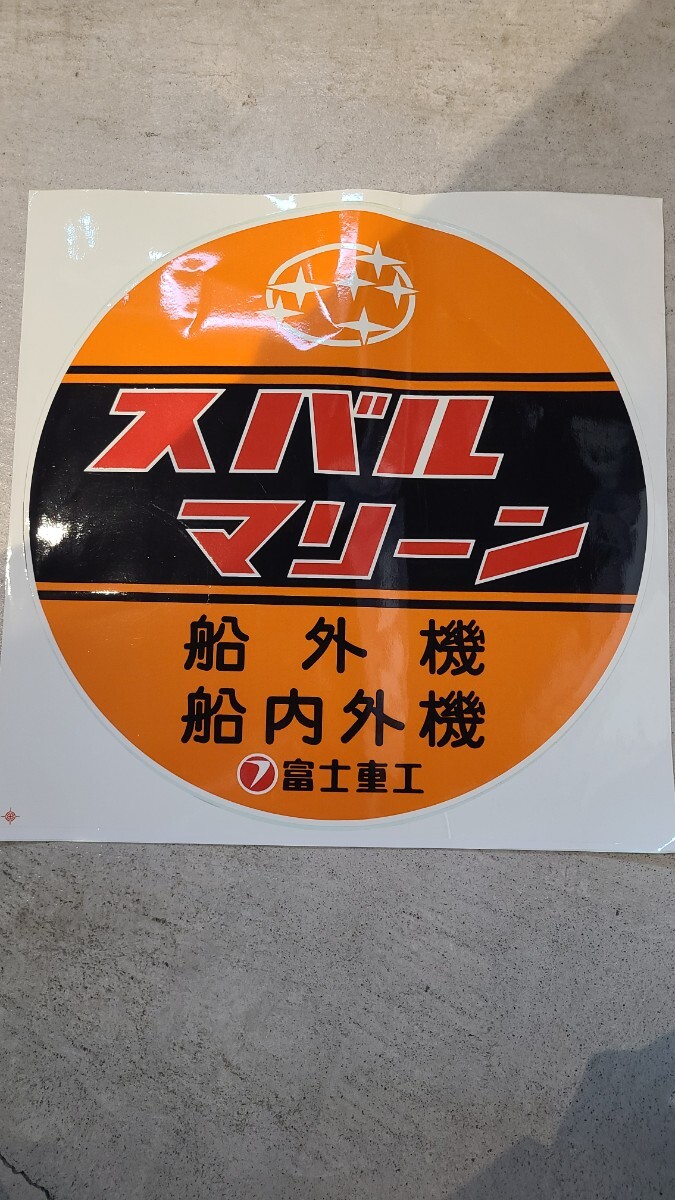 スバル
マリーン
船外機
船内外機
富士重工